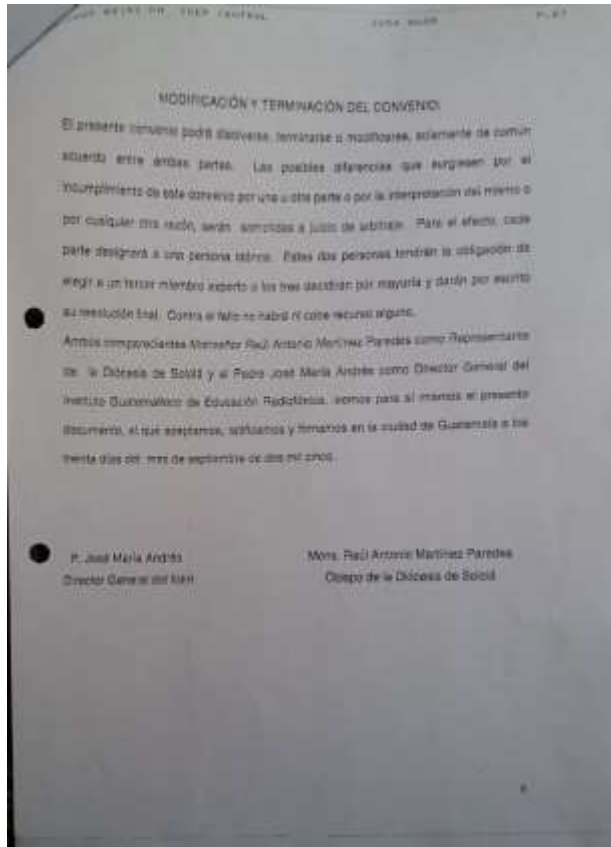 MODIFICACIÓN Y TERMINACIÓN DEL CONVENIO.
El presente convenio podrá disolverse, terminarse o modificarse, solamente de común
acuerdo entre ambas partes. Las posibles diferencias que surgiesen por el
incumplimiento de este convenio por una u otra parte o por la interpretación del mismo o
por cualquier otra razón, serán sometidas a juicio de arbitraje. Para el efecto, cada
parte designará a una persona idónea. Estas dos personas tendrán la obligación de
elegir a un tercer miembro experto o los tres decidirán por mayoría y darán por escrito
su resolución final. Contra el fallo no habrá ni cabe recurso alguno.
Ambos comparecientes Monseñor Raúl Antonio Martínez Paredes como Representante
de la Diócesis de Sololá y el Padre José María Andrés como Director General del
Instituto Guatemalteco de Educación Radiofónica, leemos para sí mismos el presente
documento, el que aceptamos, ratificamos y firmamos en la ciudad de Guatemala a los
treinta días del mes de septiembre de dos mil cinco.
P. José María Andrés
Director General del
Mons. Raúl Antonio Martínez Paredes
Obispo de la Diócesis de Sololá